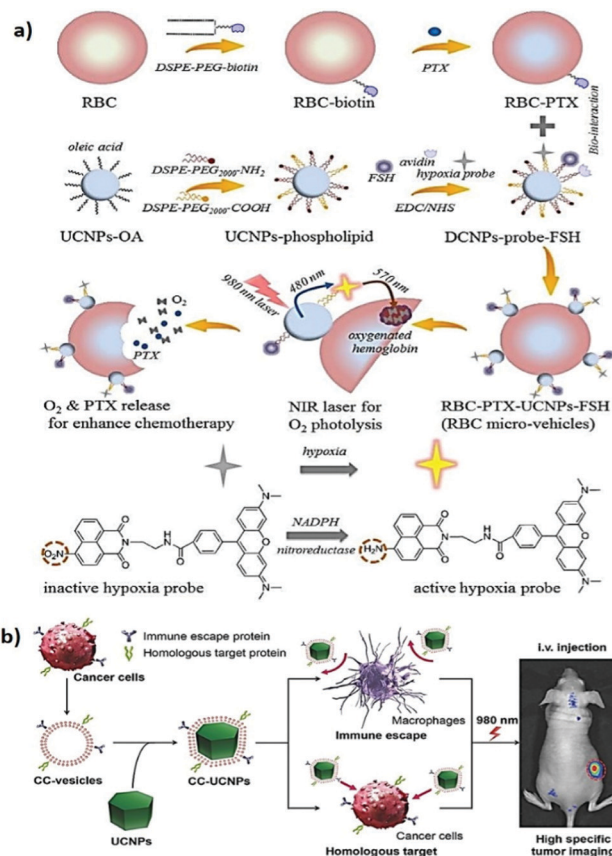 a)
DSPE-PEG-biotin
PTX
RBC
RBC-biotin
RBC-PTX
Bio-interaction
oleic acid
DSPE-PEG2000-NH2
DSPE-PEG2000-COOH
FSH
avidin
hypoxia probe
EDC/NHS
UCNPs-OA
UCNPs-phospholipid
DCNPs-probe-FSH
980 nm laser
480 nm
570 nm
oxygenated
hemoglobin
O2
PTX
O2 & PTX release
for enhance chemotherapy
NIR laser for
O2 photolysis
RBC-PTX-UCNPs-FSH
(RBC micro-vehicles)
hypoxia
NADPH
nitroreductase
O2N
N
O
O
H
N
O
N
O
N
H2N
N
O
O
H
N
O
N
O
N
inactive hypoxia probe
active hypoxia probe
b)
Immune escape protein
Homologous target protein
Cancer cells
CC-vesicles
UCNPs
CC-UCNPs
Macrophages
Immune escape
Cancer cells
Homologous target
980 nm
i.v. injection
High specific
tumor imaging